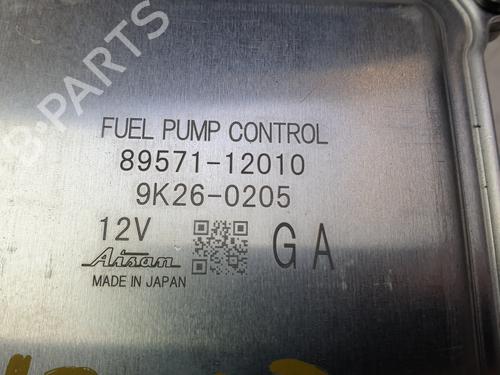 B-PARTS
FUEL PUMP CONTROL
89571-12010
9K26-0205
12V
GA
Aisan
MADE IN JAPAN